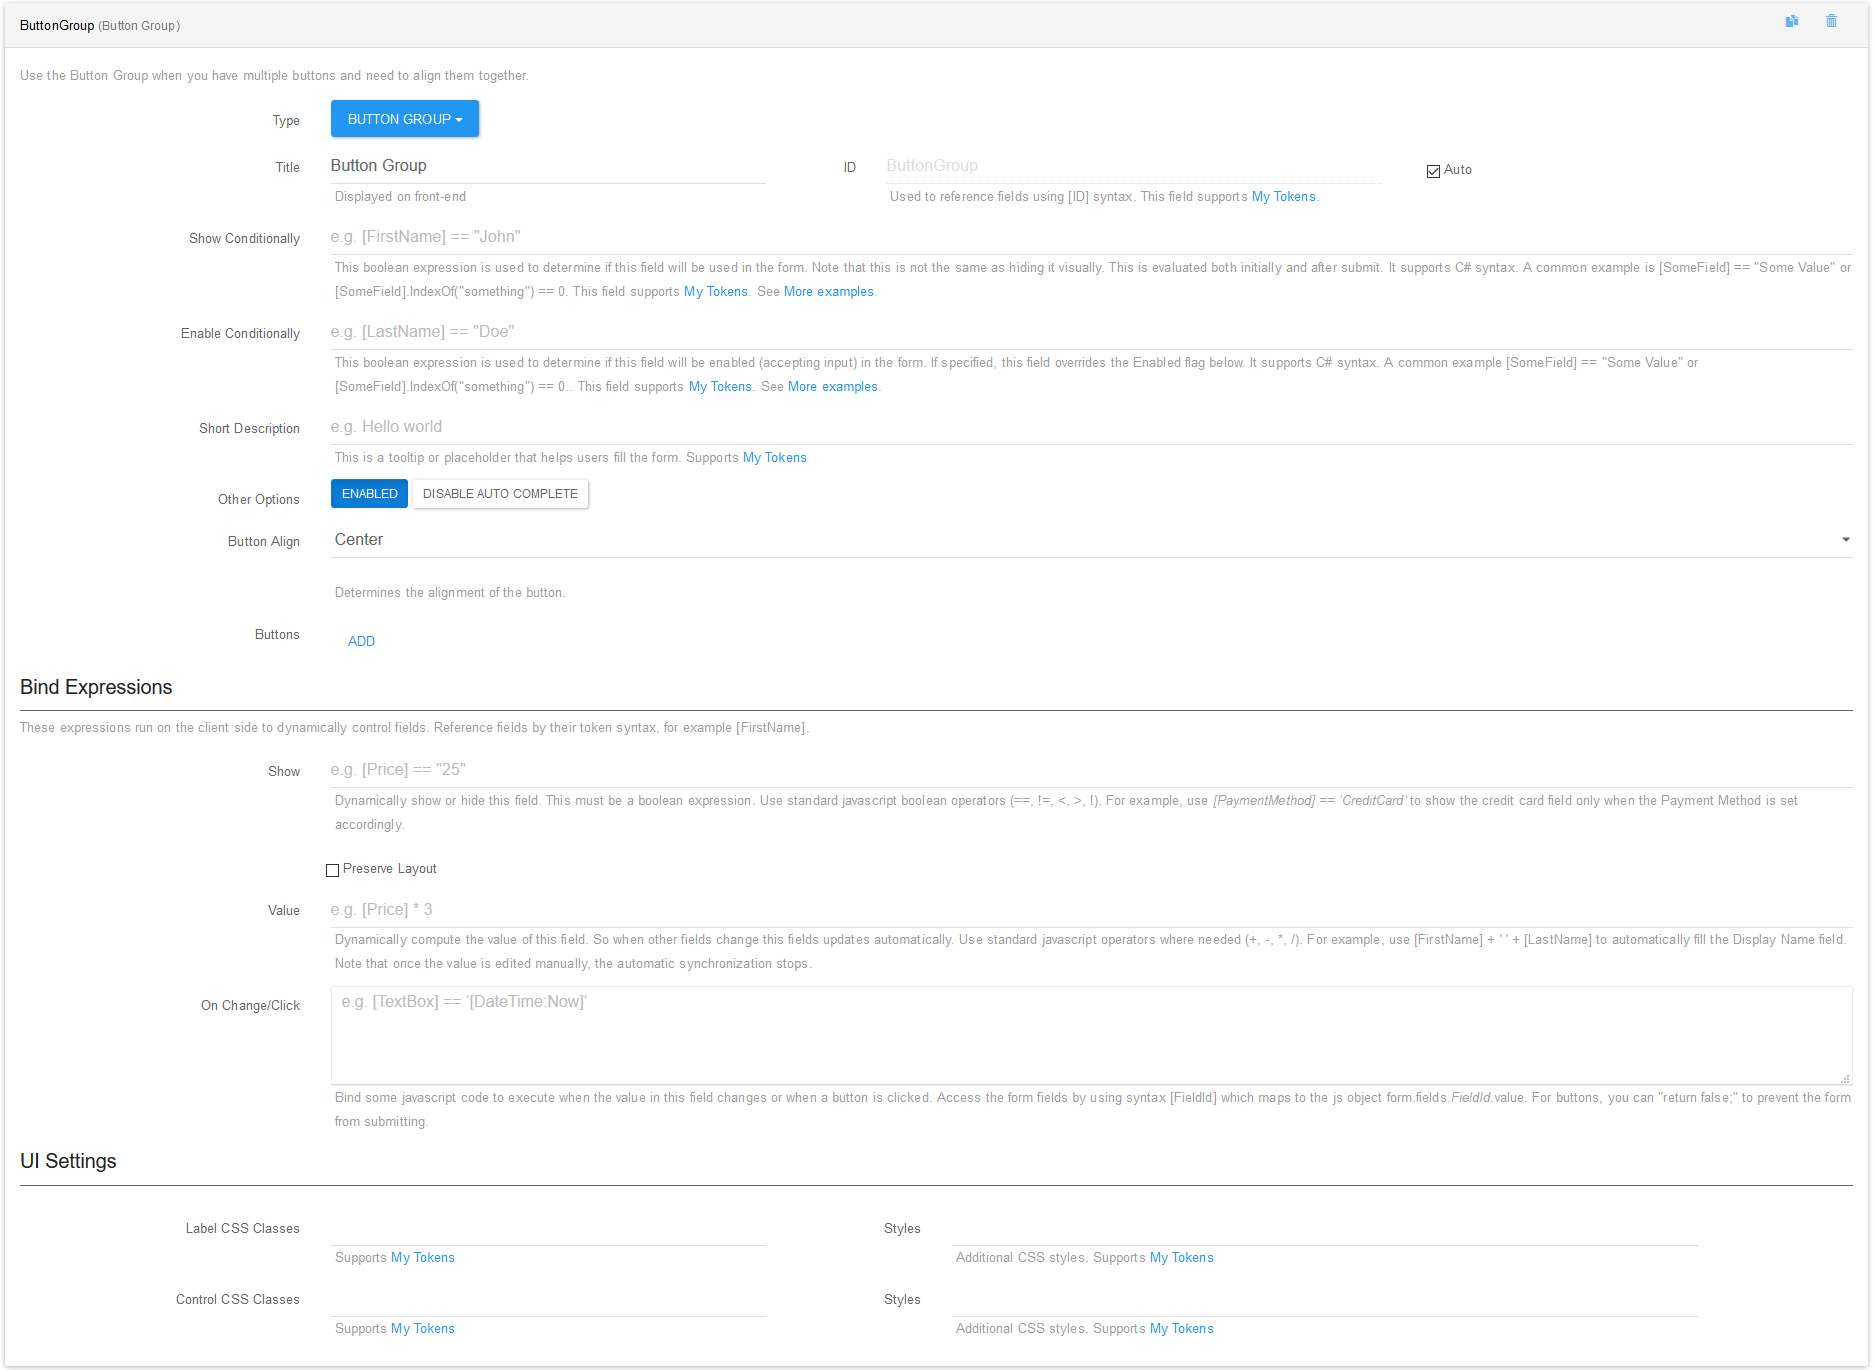 ButtonGroup (Button Group)
Use the Button Group when you have multiple buttons and need to align them together.
Type
BUTTON GROUP
Title
Button Group
ID
ButtonGroup
Auto
Displayed on front-end
Used to reference fields using [ID] syntax. This field supports My Tokens.
Show Conditionally
e.g. [FirstName] == "John"
This boolean expression is used to determine if this field will be used in the form. Note that this is not the same as hiding it visually. This is evaluated both initially and after submit. It supports C# syntax. A common example is [SomeField] == "Some Value" or
[SomeField].IndexOf("something") == 0. This field supports My Tokens. See More examples.
Enable Conditionally
e.g. [LastName] == "Doe"
This boolean expression is used to determine if this field will be enabled (accepting input) in the form. If specified, this field overrides the Enabled flag below. It supports C# syntax. A common example [SomeField] == "Some Value" or
[SomeField].IndexOf("something") == 0.. This field supports My Tokens. See More examples.
Short Description
e.g. Hello world
This is a tooltip or placeholder that helps users fill the form. Supports My Tokens
Other Options
ENABLED
DISABLE AUTO COMPLETE
Button Align
Center
Determines the alignment of the button.
Buttons
ADD
Bind Expressions
These expressions run on the client side to dynamically control fields. Reference fields by their token syntax, for example [FirstName].
Show
e.g. [Price] == "25"
Dynamically show or hide this field. This must be a boolean expression. Use standard javascript boolean operators (==, !=, <, >, !). For example, use [PaymentMethod] == 'CreditCard' to show the credit card field only when the Payment Method is set
accordingly.
Preserve Layout
Value
e.g. [Price] * 3
Dynamically compute the value of this field. So when other fields change this fields updates automatically. Use standard javascript operators where needed (+, -, *, /). For example, use [FirstName] + ' ' + [LastName] to automatically fill the Display Name field.
Note that once the value is edited manually, the automatic synchronization stops.
On Change/Click
e.g. [TextBox] == '[DateTime:Now]'
Bind some javascript code to execute when the value in this field changes or when a button is clicked. Access the form fields by using syntax [FieldId] which maps to the js object form.fields.FieldId.value. For buttons, you can "return false;" to prevent the form
from submitting.
UI Settings
Label CSS Classes
Styles
Supports My Tokens
Additional CSS styles. Supports My Tokens
Control CSS Classes
Styles
Supports My Tokens
Additional CSS styles. Supports My Tokens